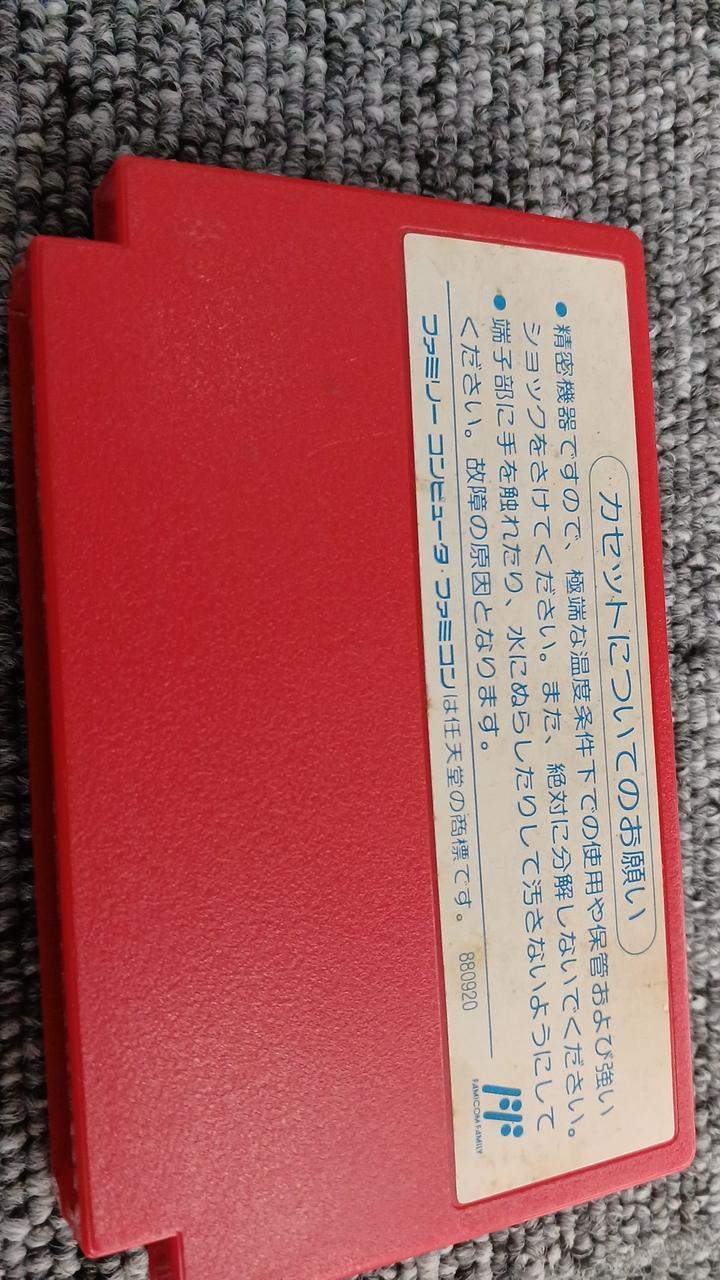 カセットについてのお願い
●精密機器ですので、極端な温度条件下での使用や保管および強い
ショックをさけてください。また、絶対に分解しないでください。
●端子部に手を触れたり、水にぬらしたりして汚さないようにして
ください。故障の原因となります。
ファミリー コンピュータ・ファミコンは任天堂の商標です。 880920
FAMICOM FAMILY